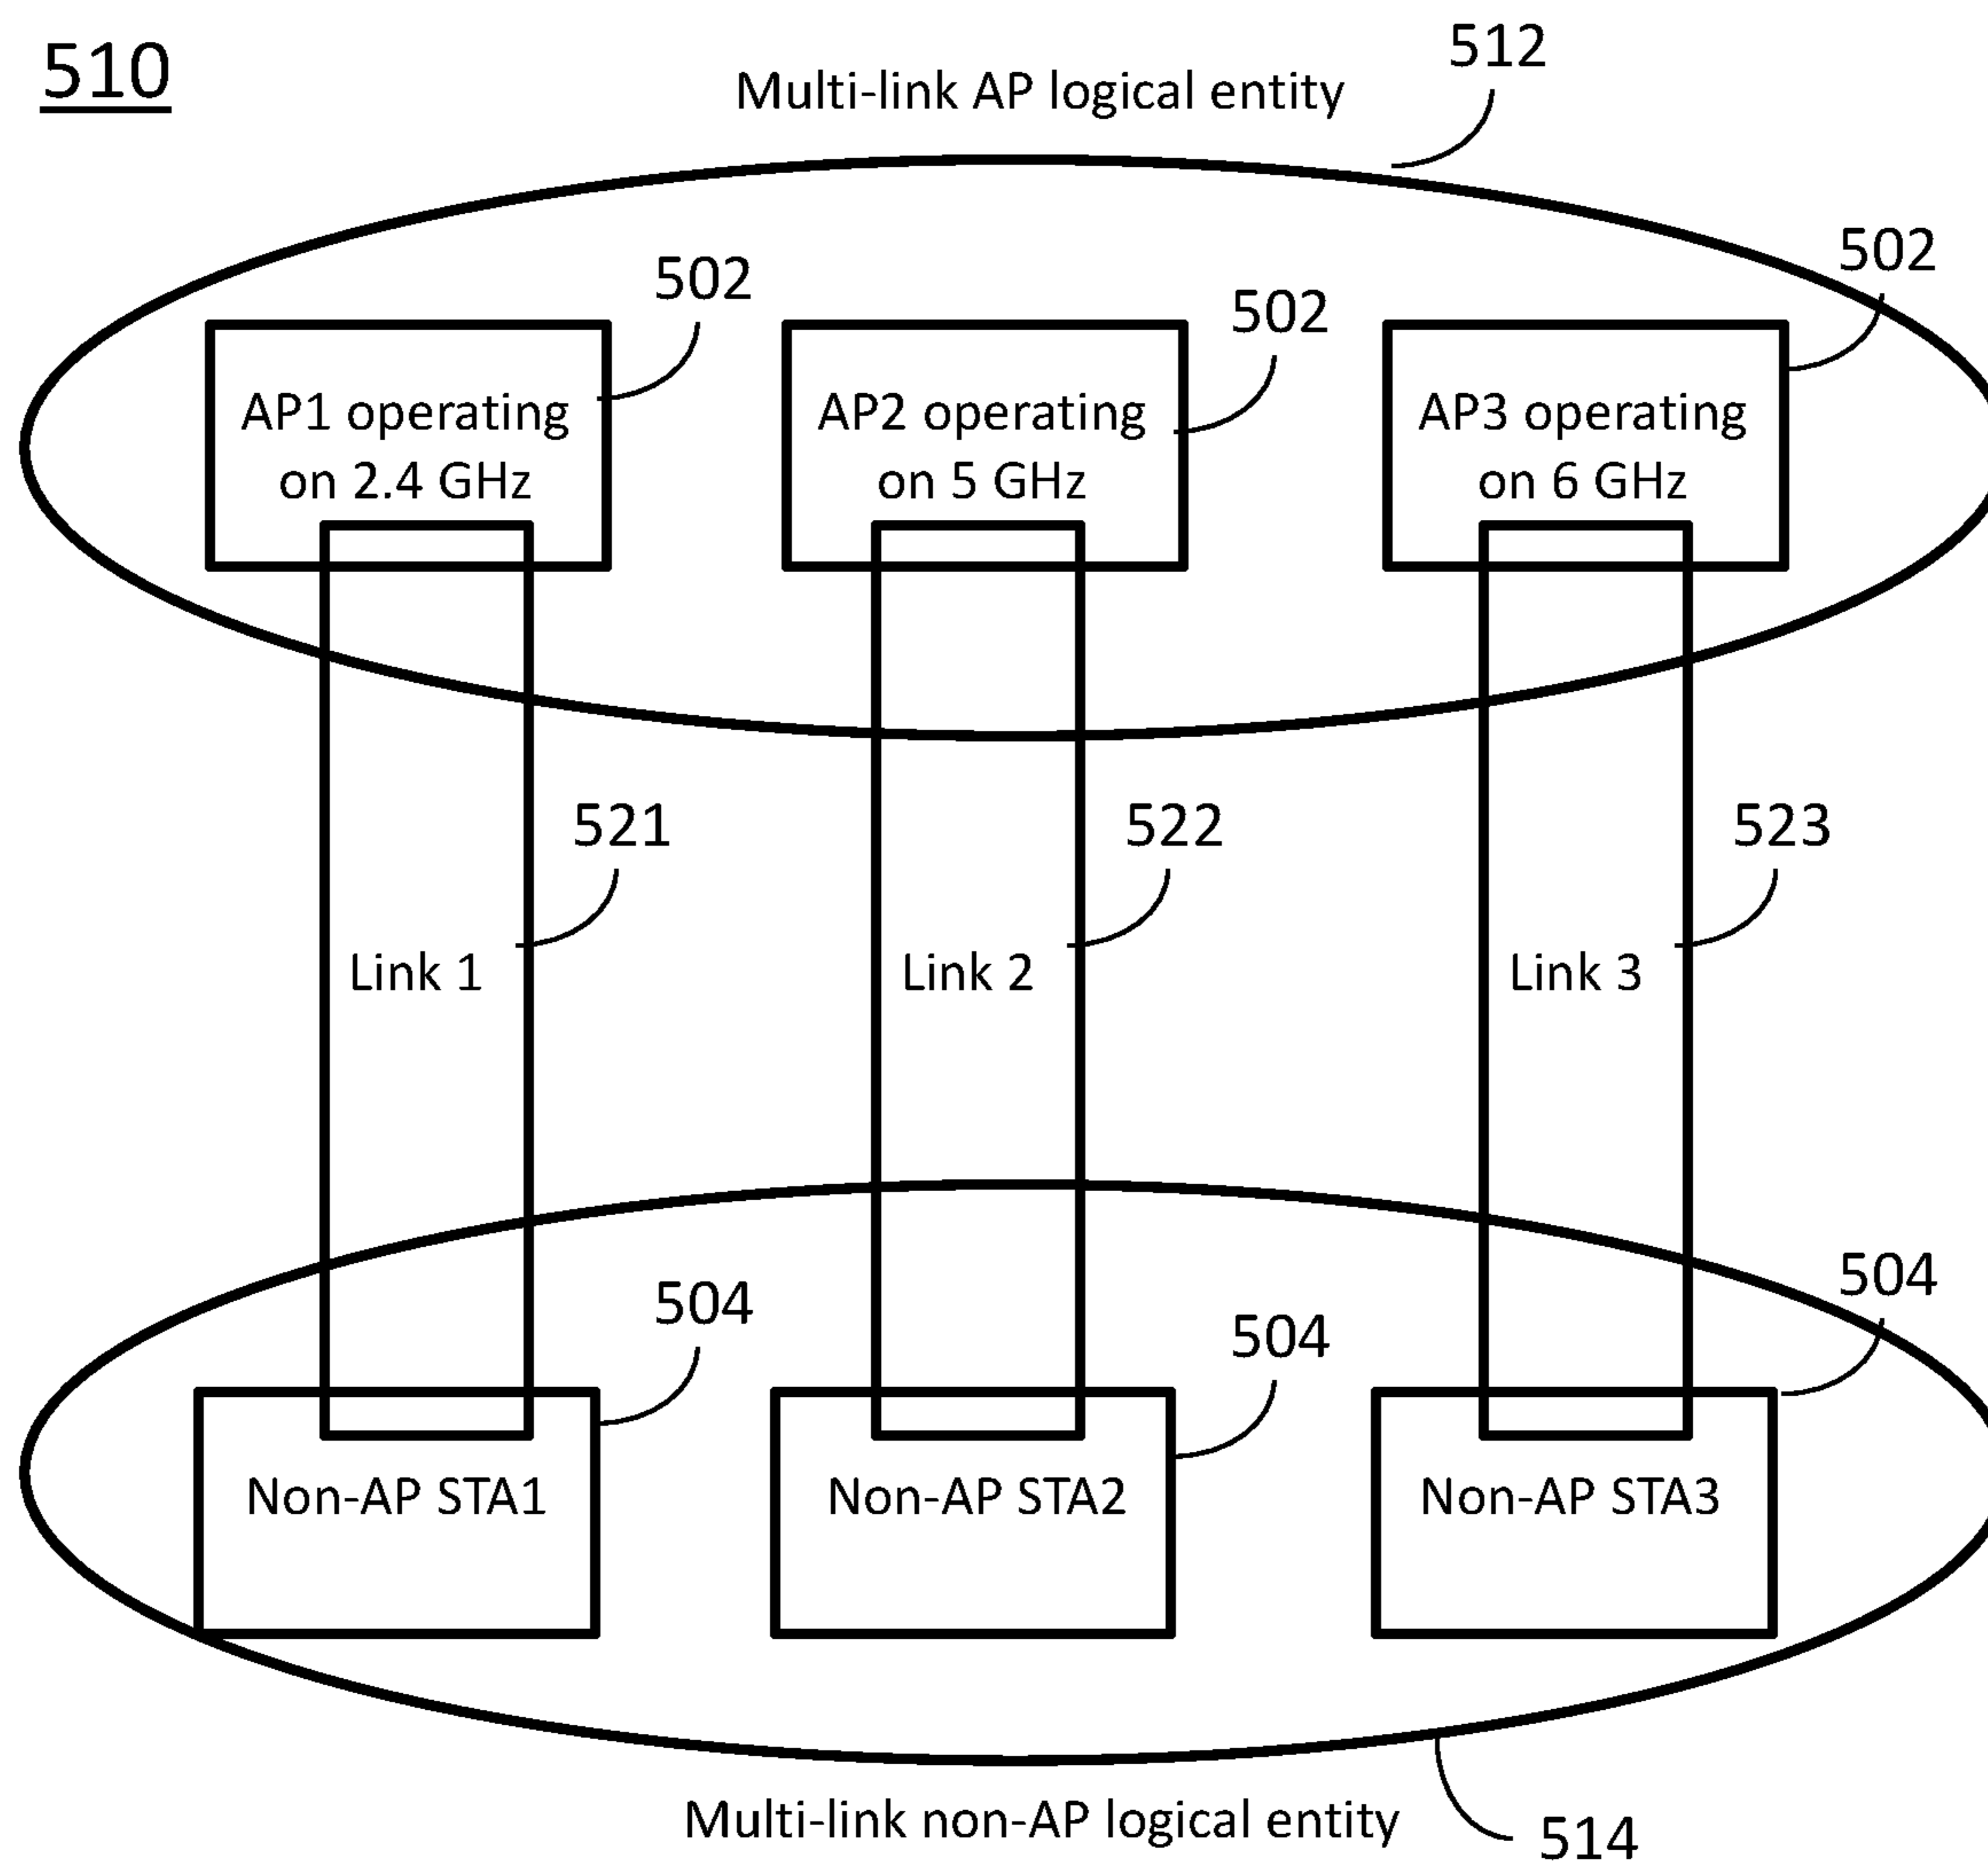 510
512
Multi-link AP logical entity
502
502
502
AP1 operating
on 2.4 GHz
AP2 operating
on 5 GHz
AP3 operating
on 6 GHz
521
522
523
Link 1
Link 2
Link 3
504
504
504
Non-AP STA1
Non-AP STA2
Non-AP STA3
Multi-link non-AP logical entity
514